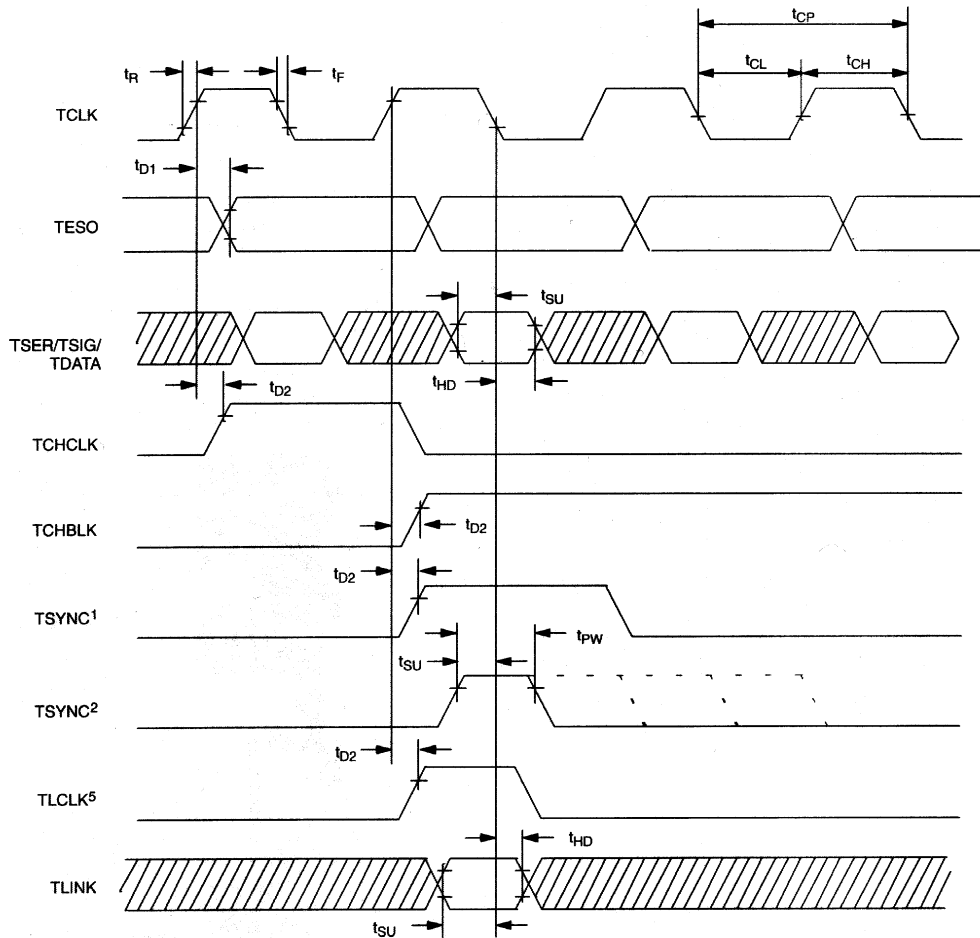 tCP
tR
tF
tCL
tCH
TCLK
tD1
TESO
tSU
TSER/TSIG/
TDATA
tHD
tD2
TCHCLK
TCHBLK
tD2
tD2
TSYNC1
tPW
tSU
TSYNC2
tD2
TLCLK5
tHD
TLINK
tSU